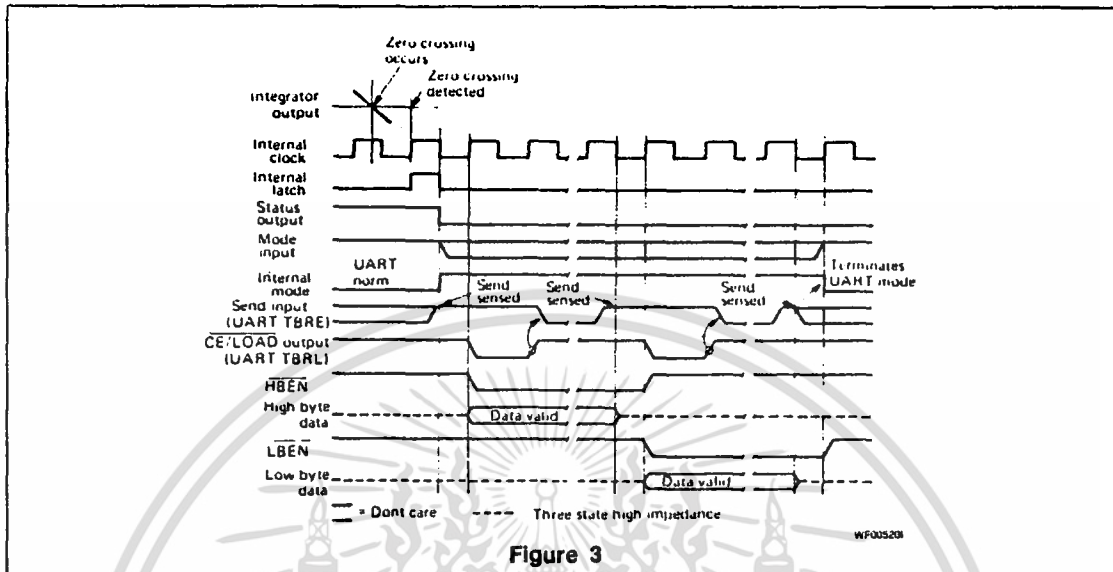 Zero crossing
occurs
Zero crossing
detected
Integrator
output
Internal
clock
Internal
latch
Status
output
Mode
input
UART
norm
Internal
mode
Terminates
UART mode
Send
sensed
Send
sensed
Send
sensed
Send input
(UART TBRE)
CE/LOAD output
(UART TBRL)
HBEN
High byte
data
Data valid
LBEN
Low byte
data
Data valid
= Dont care
Three state high impedance
WF00520I
Figure 3